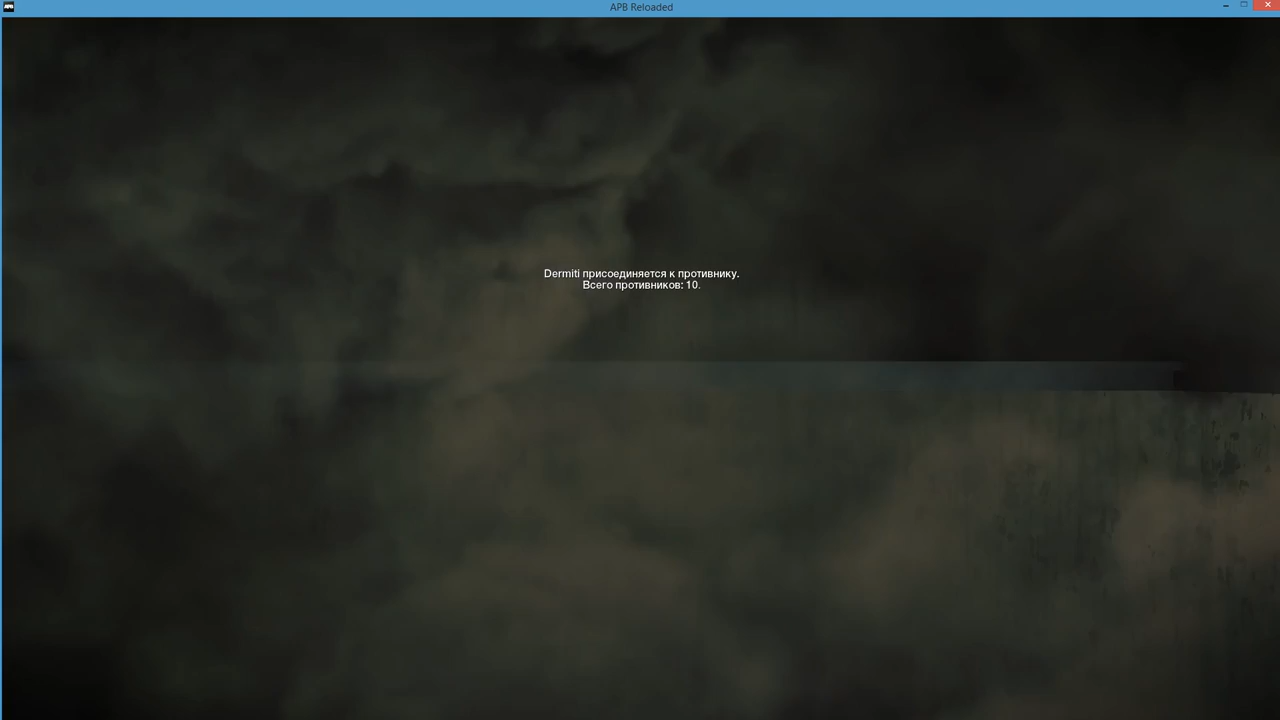 APB Reloaded
Dermiti присоединяется к противнику.
Всего противников: 10.